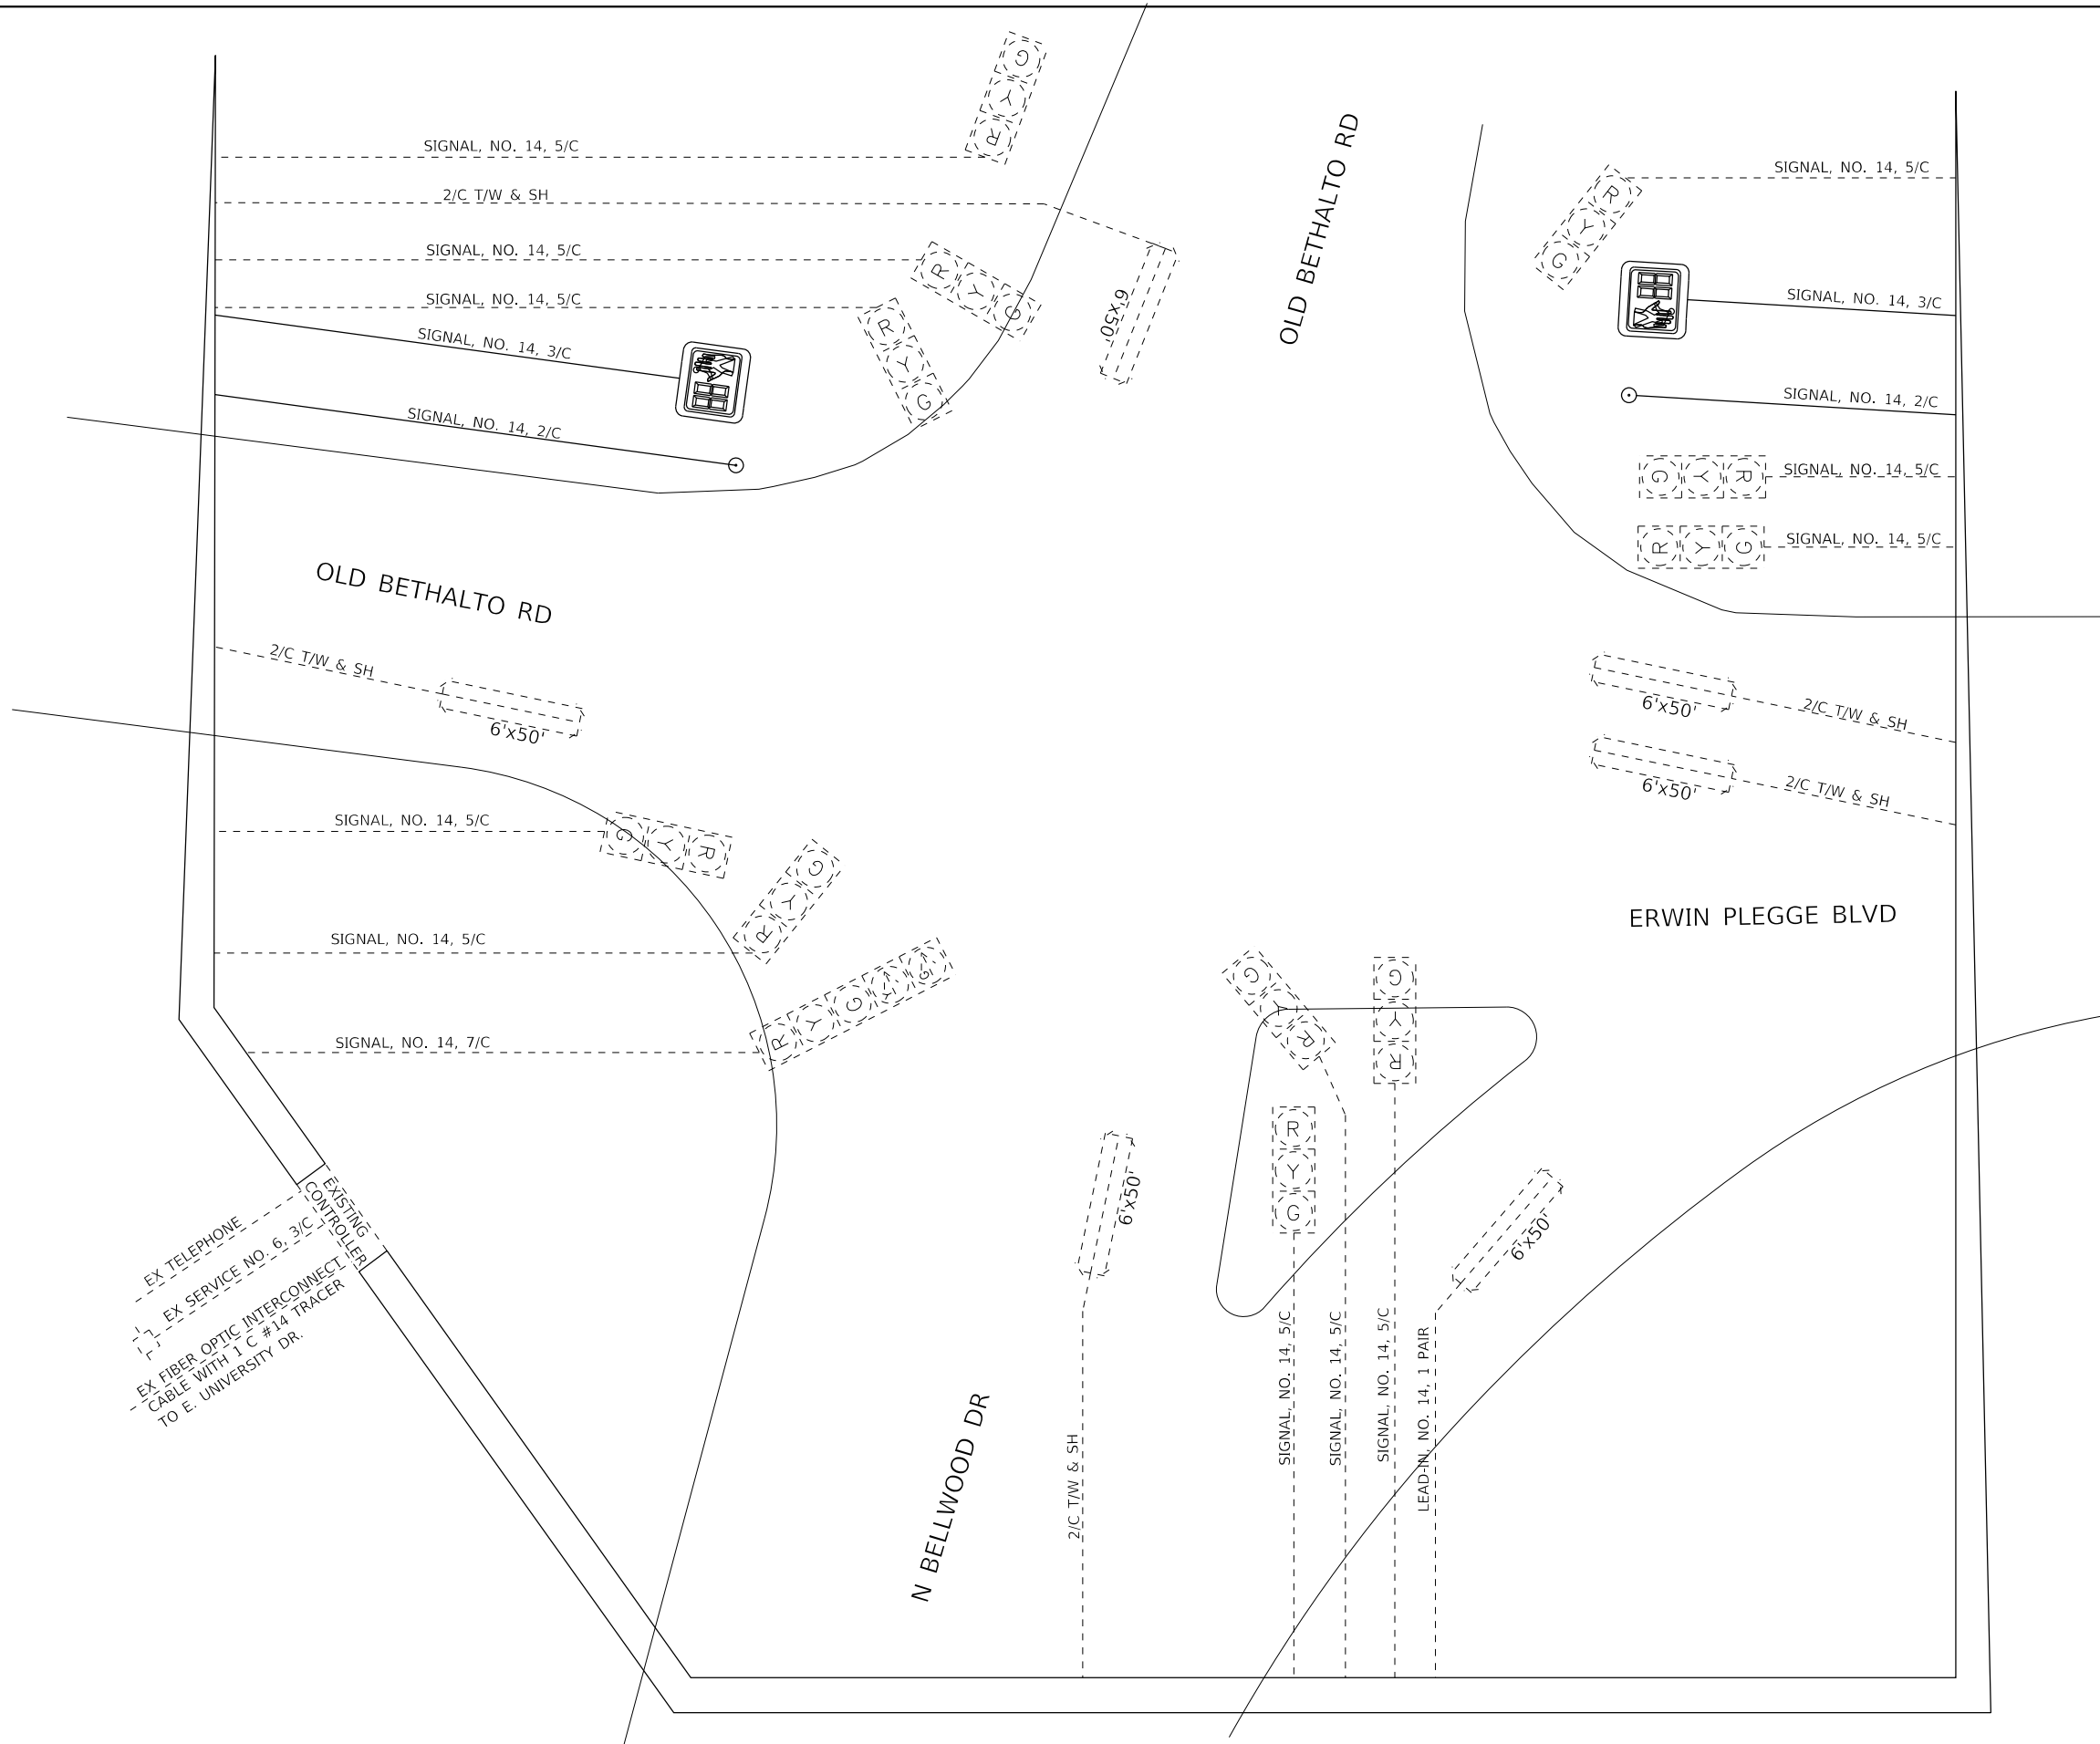 G
Y
R
SIGNAL, NO. 14, 5/C
2/C T/W & SH
SIGNAL, NO. 14, 5/C
R
Y
G
SIGNAL, NO. 14, 5/C
R
Y
G
SIGNAL, NO. 14, 3/C
SIGNAL, NO. 14, 2/C
6'x50'
OLD BETHALTO RD
SIGNAL, NO. 14, 5/C
R
Y
G
SIGNAL, NO. 14, 3/C
SIGNAL, NO. 14, 2/C
G Y R
SIGNAL, NO. 14, 5/C
R Y G
SIGNAL, NO. 14, 5/C
OLD BETHALTO RD
2/C T/W & SH
6'x50'
6'x50'
2/C T/W & SH
6'x50'
2/C T/W & SH
SIGNAL, NO. 14, 5/C
G Y R
SIGNAL, NO. 14, 5/C
G
Y
R
SIGNAL, NO. 14, 7/C
R Y G Y G
ERWIN PLEGGE BLVD
G
Y
R
G
Y
R
R
Y
G
6'x50'
6'x50'
EXISTING
CONTROLLER
EX TELEPHONE
EX SERVICE NO. 6, 3/C
EX FIBER OPTIC INTERCONNECT
CABLE WITH 1 C #14 TRACER
TO E. UNIVERSITY DR.
N BELLWOOD DR
2/C T/W & SH
SIGNAL, NO. 14, 5/C
SIGNAL, NO. 14, 5/C
SIGNAL, NO. 14, 5/C
LEAD-IN, NO. 14, 1 PAIR